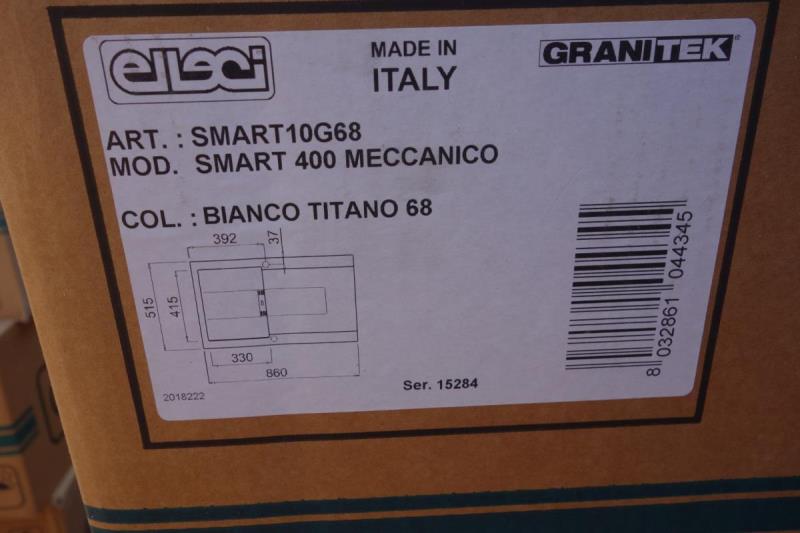 elleci
MADE IN
ITALY
GRANITEK®
ART. : SMART10G68
MOD. SMART 400 MECCANICO
COL. : BIANCO TITANO 68
392
37
515
415
330
860
2018222
Ser. 15284
8 032861 044345